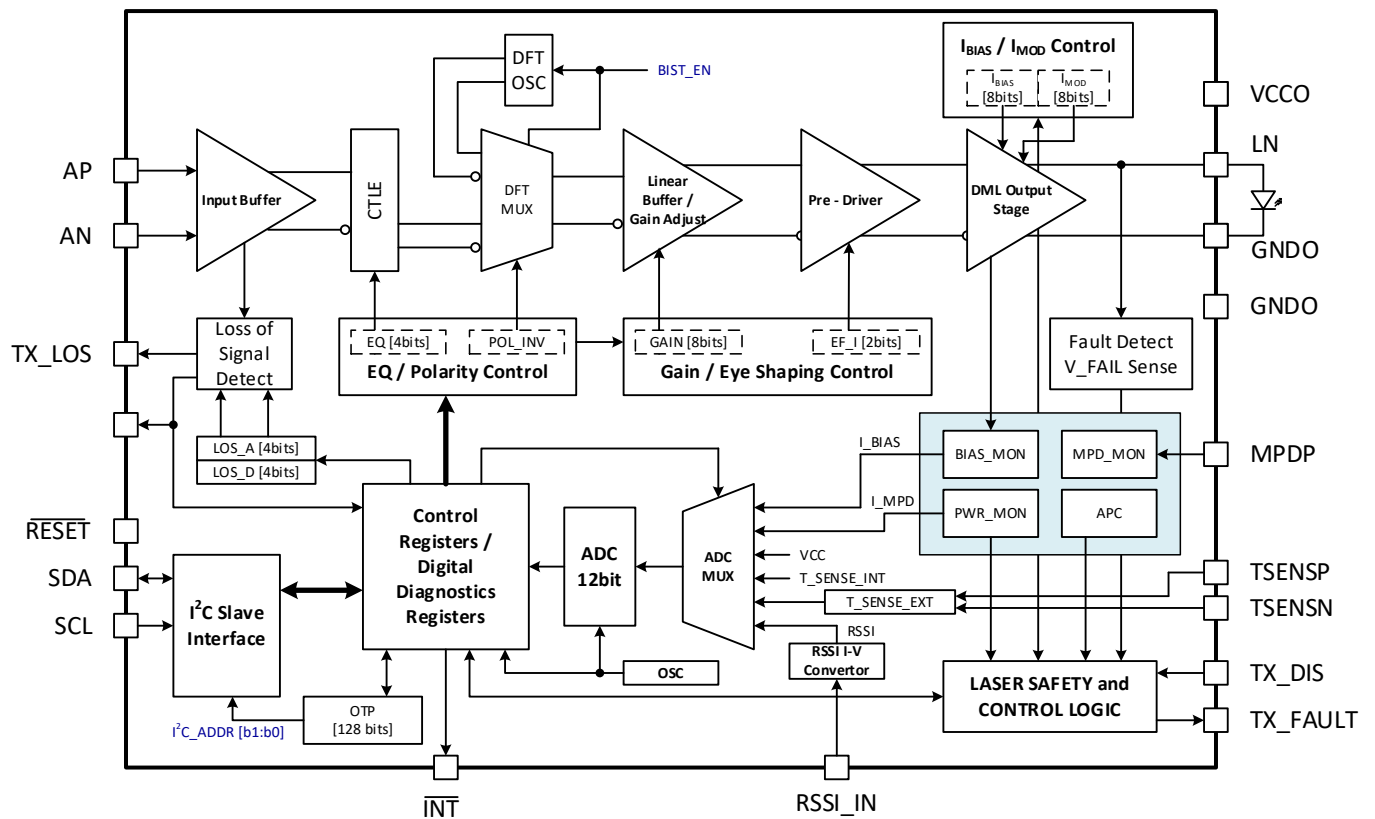 DFT
OSC
BIST_EN
I_BIAS / I_MOD Control
I_BIAS
[8bits]
I_MOD
[8bits]
VCCO
LN
AP
AN
Input Buffer
CTLE
DFT
MUX
Linear
Buffer /
Gain Adjust
Pre - Driver
DML Output
Stage
GNDO
GNDO
TX_LOS
Loss of
Signal
Detect
EQ [4bits]
POL_INV
EQ / Polarity Control
GAIN [8bits]
EF_I [2bits]
Gain / Eye Shaping Control
Fault Detect
V_FAIL Sense
LOS_A [4bits]
LOS_D [4bits]
I_BIAS
BIAS_MON
MPD_MON
MPDP
I_MPD
PWR_MON
APC
RESET
SDA
SCL
I²C Slave
Interface
Control
Registers /
Digital
Diagnostics
Registers
ADC
12bit
ADC
MUX
VCC
T_SENSE_INT
T_SENSE_EXT
TSENSP
TSENSN
RSSI
RSSI I-V
Convertor
OSC
LASER SAFETY and
CONTROL LOGIC
TX_DIS
TX_FAULT
OTP
[128 bits]
I²C_ADDR [b1:b0]
INT
RSSI_IN